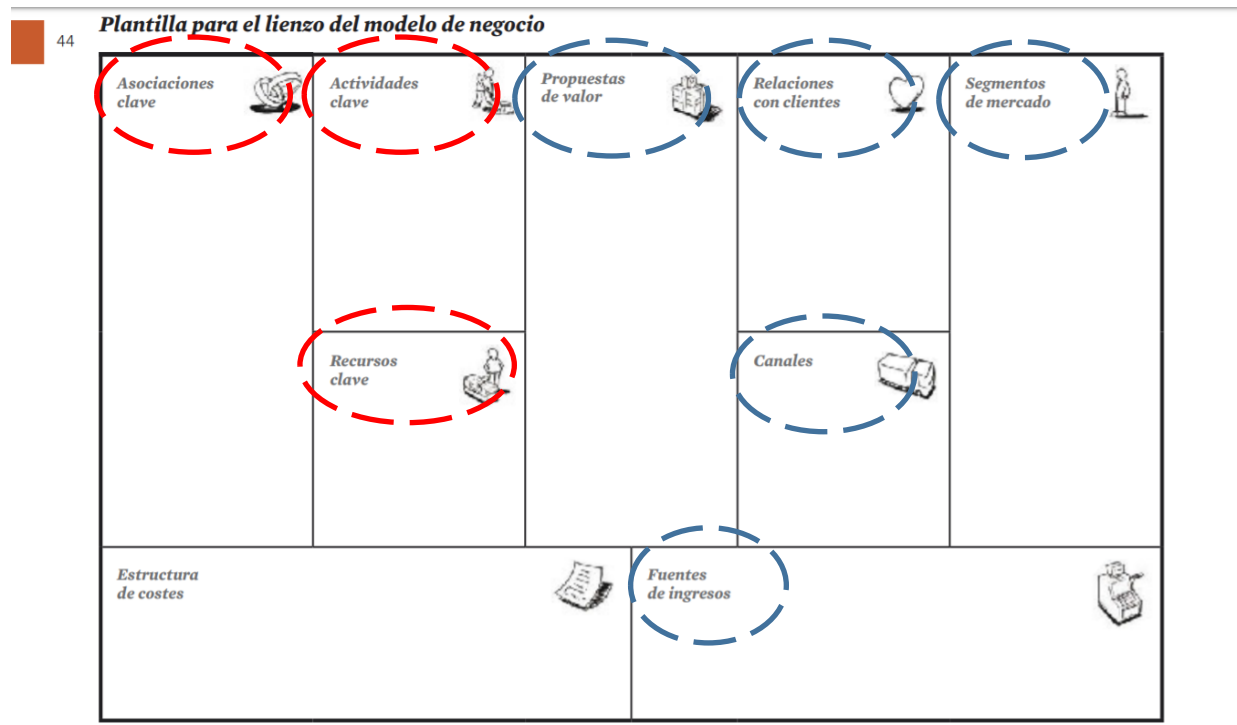 44
Plantilla para el lienzo del modelo de negocio
Asociaciones
clave
Actividades
clave
Propuestas
de valor
Relaciones
con clientes
Segmentos
de mercado
Recursos
clave
Canales
Estructura
de costes
Fuentes
de ingresos